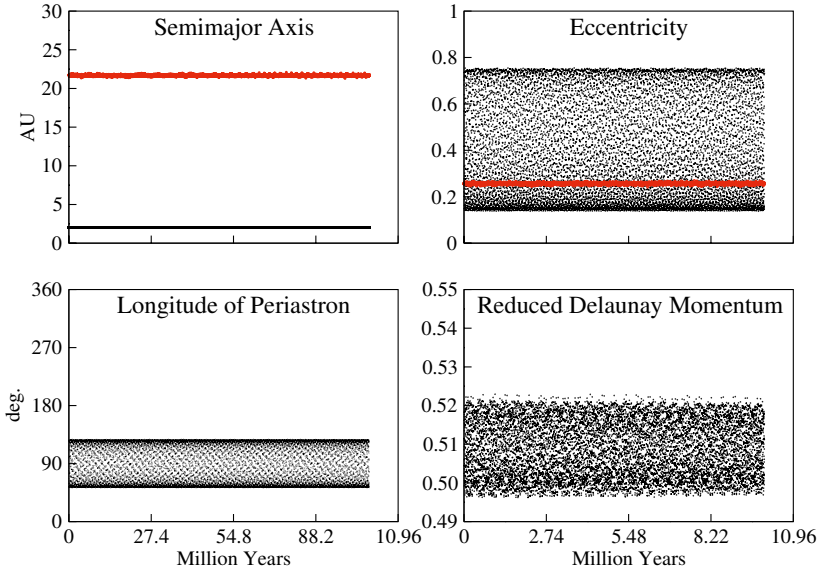 Semimajor Axis
30
25
20
15
10
5
0
AU
Eccentricity
1
0.8
0.6
0.4
0.2
0
Longitude of Periastron
360
270
180
90
0
deg.
0 27.4 54.8 88.2 10.96
Million Years
Reduced Delaunay Momentum
0.55
0.54
0.53
0.52
0.51
0.50
0.49
0 2.74 5.48 8.22 10.96
Million Years